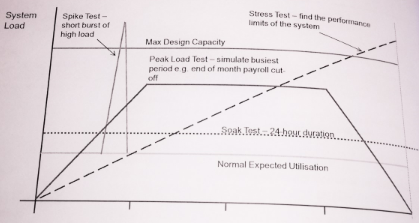 System
Load
Spike Test –
short burst of
high load
Stress Test – find the performance
limits of the system
Max Design Capacity
Peak Load Test – simulate busiest
period e.g. end of month payroll cut-
off
Soak Test – 24-hour duration
Normal Expected Utilisation